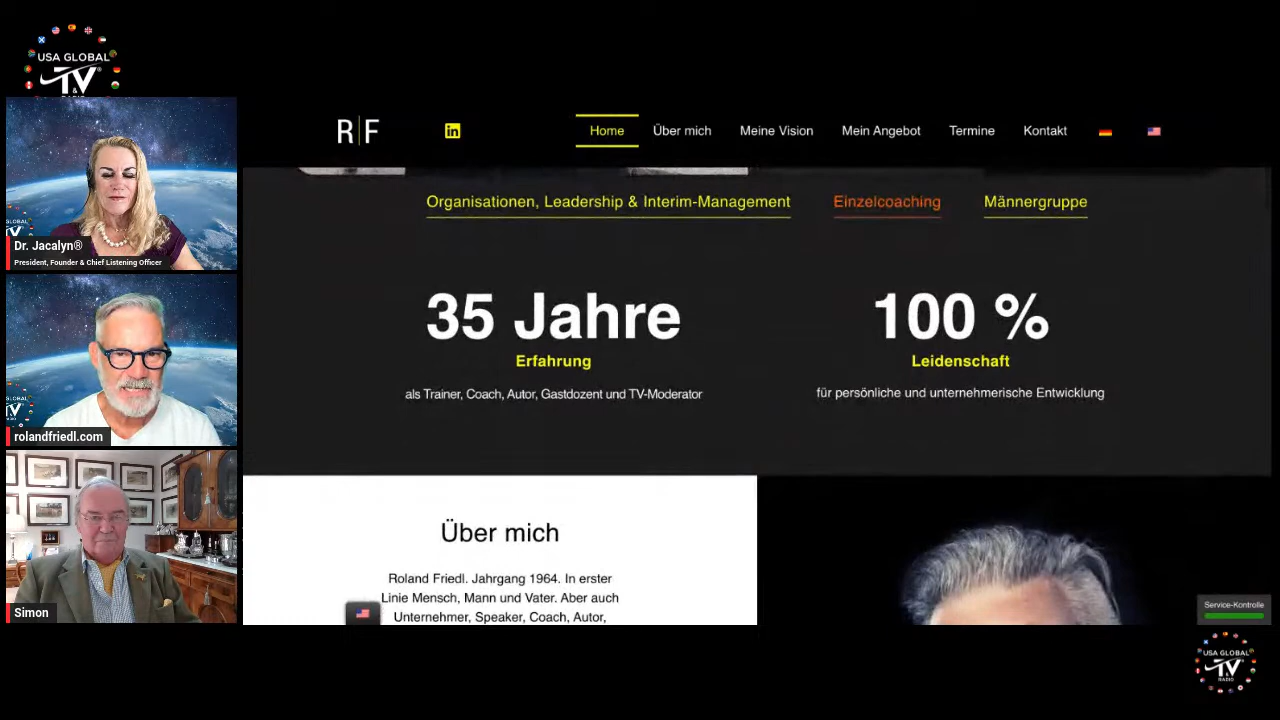 USA GLOBAL
TV®
&
R|F
in
Home
Über mich
Meine Vision
Mein Angebot
Termine
Kontakt
Organisationen, Leadership & Interim-Management
Einzelcoaching
Männergruppe
Dr. Jacalyn®
President, Founder & Chief Listening Officer
35 Jahre
100 %
Erfahrung
Leidenschaft
als Trainer, Coach, Autor, Gastdozent und TV-Moderator
für persönliche und unternehmerische Entwicklung
rolandfriedl.com
Über mich
Roland Friedl. Jahrgang 1964. In erster
Linie Mensch, Mann und Vater. Aber auch
Unternehmer, Speaker, Coach, Autor,
Simon
Service-Kontrolle
USA GLOBAL
TV
RADIO